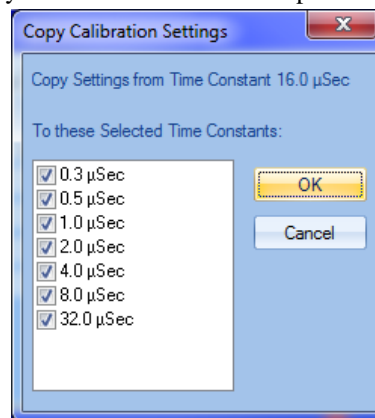 Copy Calibration Settings
Copy Settings from Time Constant 16.0 µSec
To these Selected Time Constants:
0.3 µSec
0.5 µSec
OK
1.0 µSec
2.0 µSec
Cancel
4.0 µSec
8.0 µSec
32.0 µSec